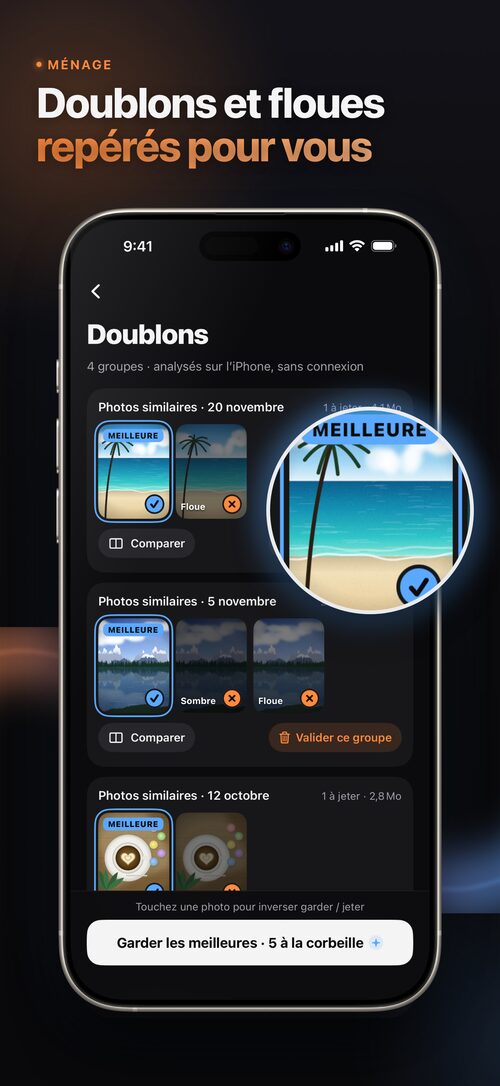 MÉNAGE
Doublons et floues
repérés pour vous
9:41
Doublons
4 groupes · analysés sur l'iPhone, sans connexion
Photos similaires · 20 novembre
1 à jeter
MEILLEURE
Floue
MEILLEURE
Comparer
Photos similaires · 5 novembre
MEILLEURE
Sombre
Floue
Comparer
Valider ce groupe
Photos similaires · 12 octobre
1 à jeter · 2,8 Mo
MEILLEURE
Touchez une photo pour inverser garder / jeter
Garder les meilleures · 5 à la corbeille